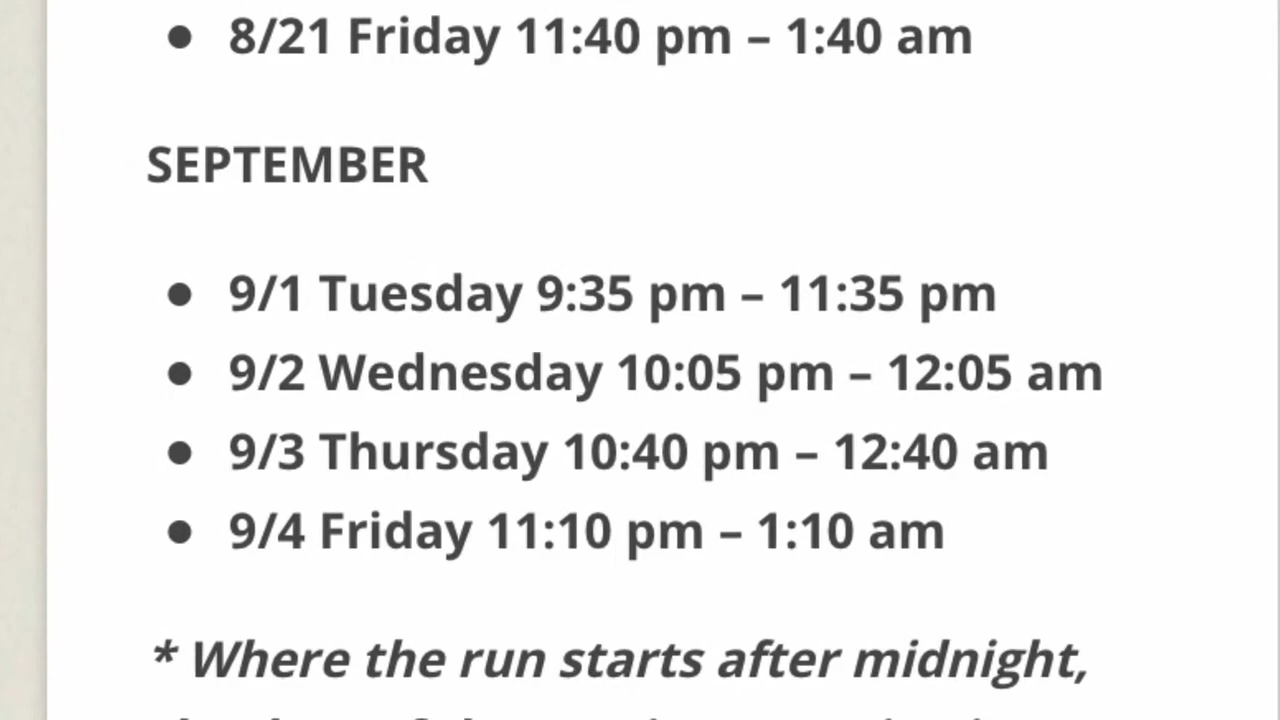 ● 8/21 Friday 11:40 pm – 1:40 am
SEPTEMBER
● 9/1 Tuesday 9:35 pm – 11:35 pm
● 9/2 Wednesday 10:05 pm – 12:05 am
● 9/3 Thursday 10:40 pm – 12:40 am
● 9/4 Friday 11:10 pm – 1:10 am
* Where the run starts after midnight,